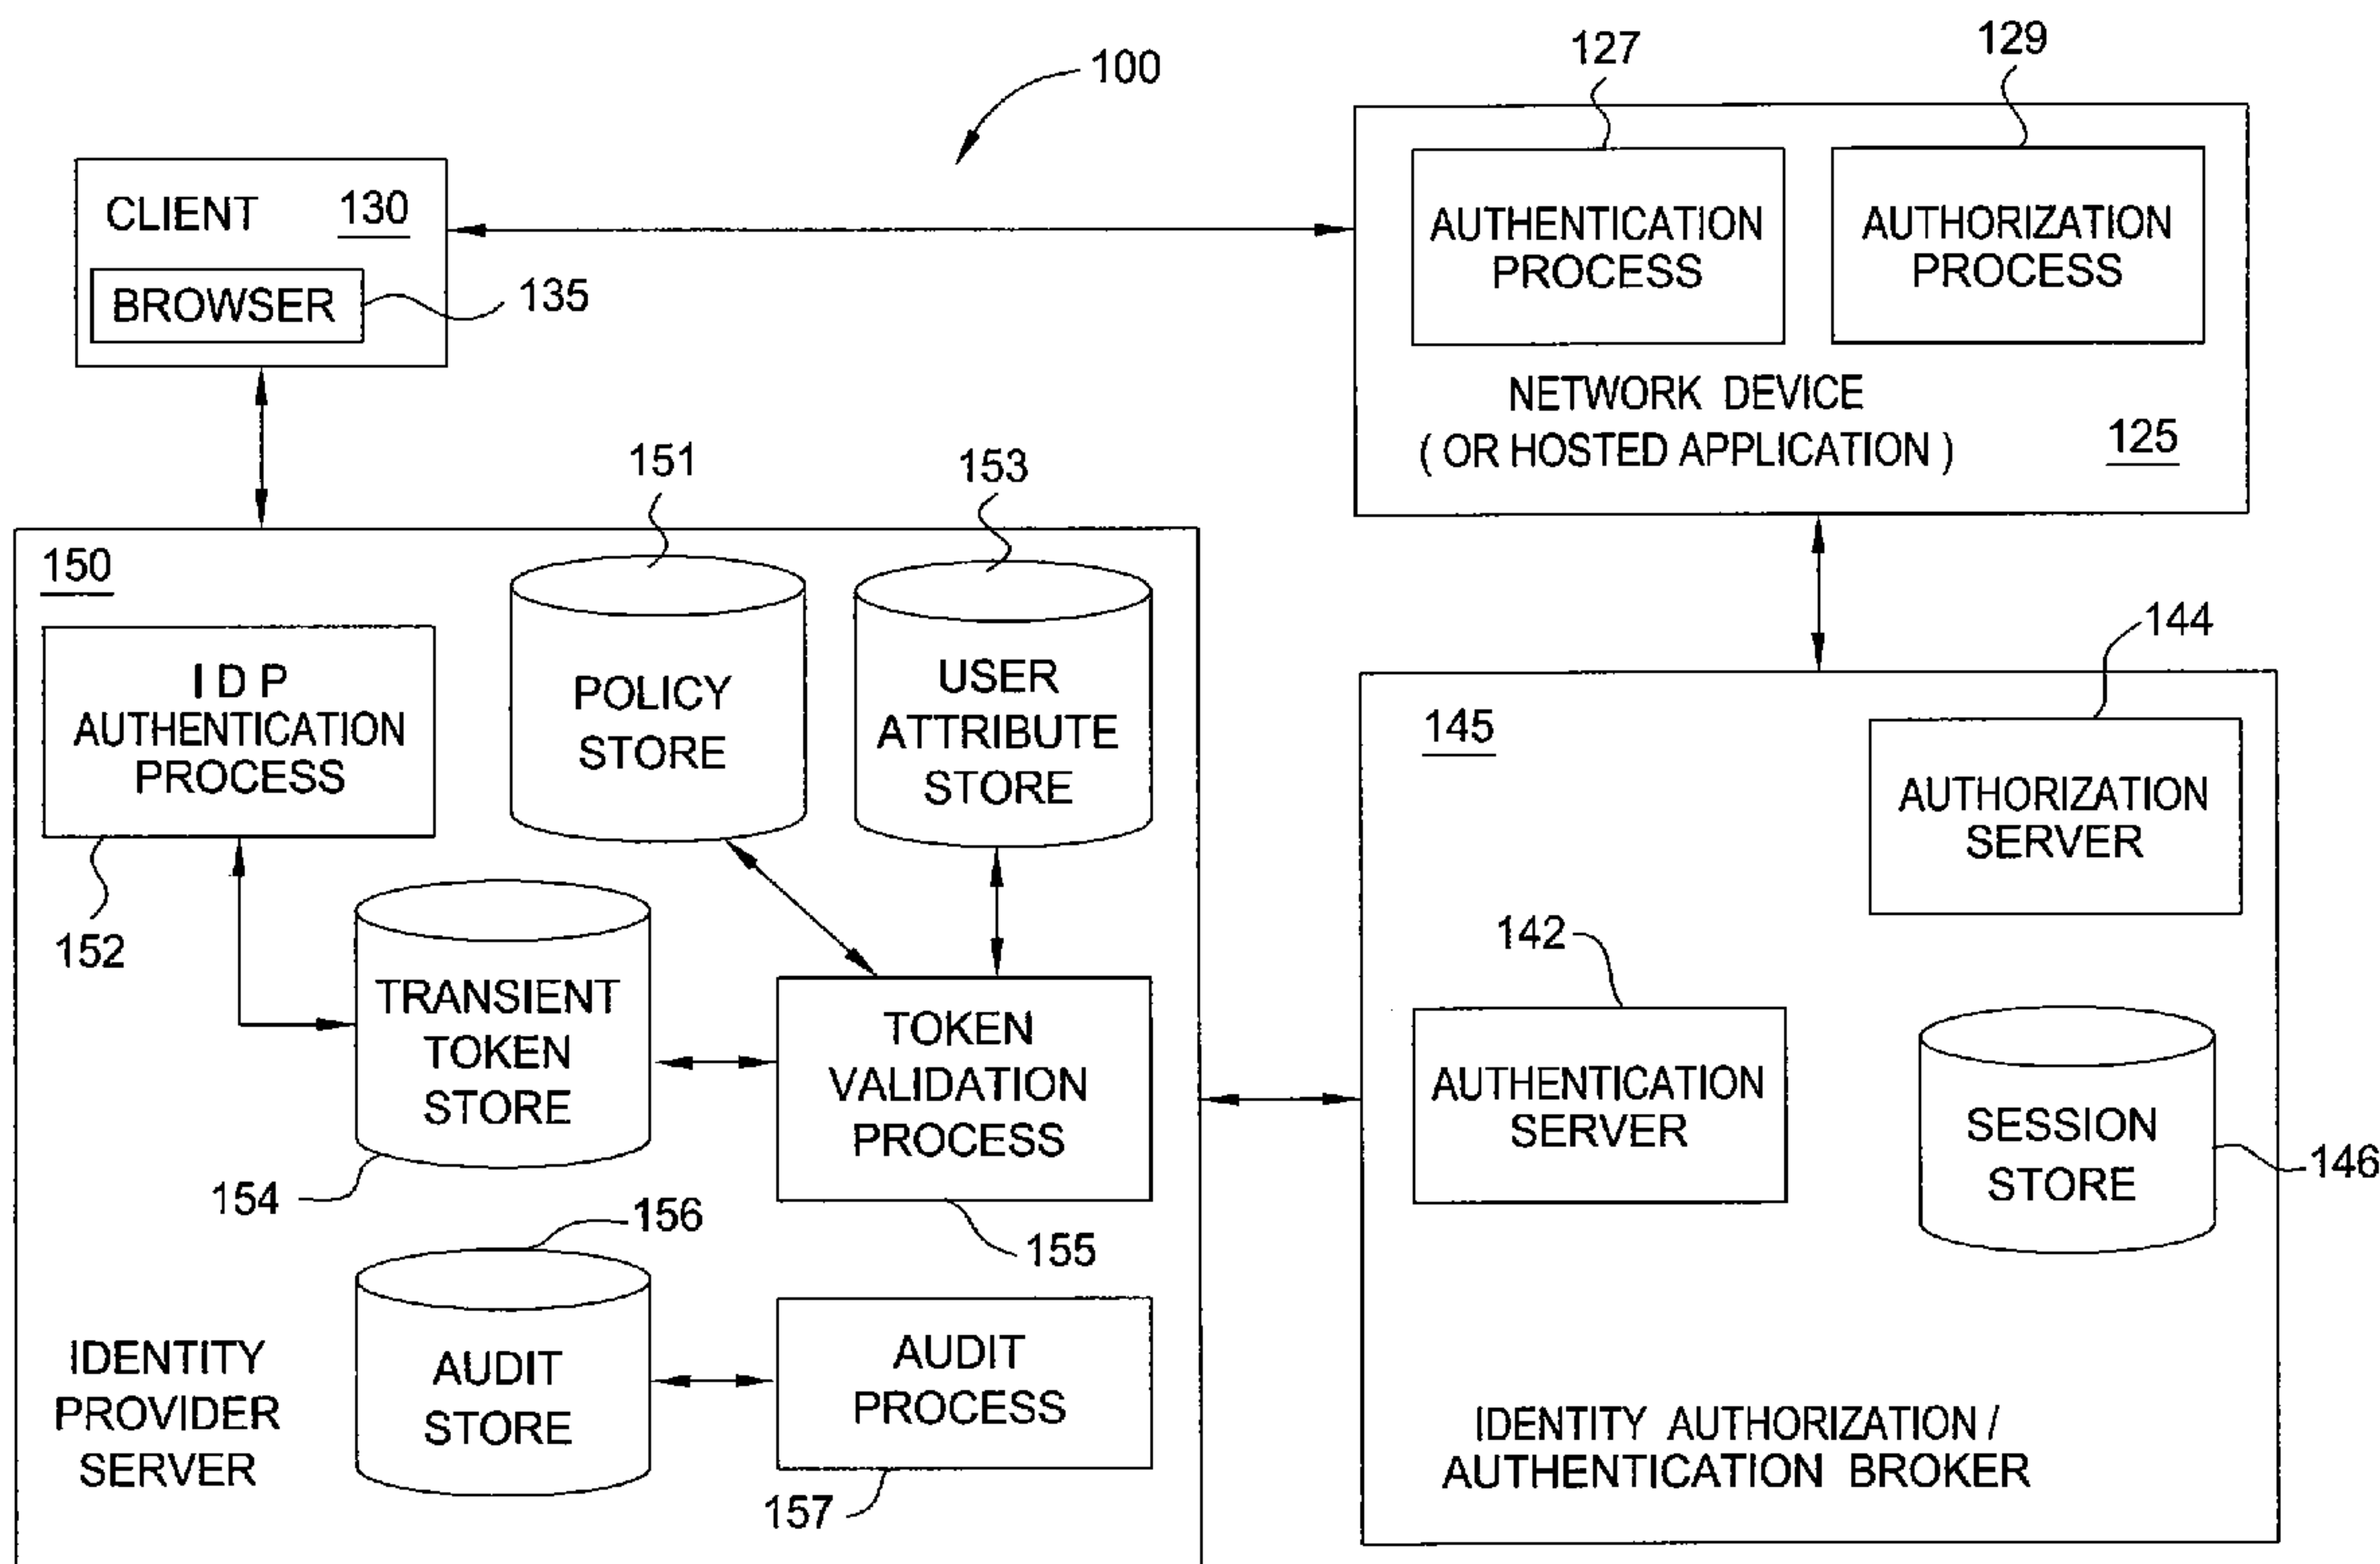 100
127
129
CLIENT
130
BROWSER
135
AUTHENTICATION
PROCESS
AUTHORIZATION
PROCESS
NETWORK DEVICE
( OR HOSTED APPLICATION )
125
150
151
153
I D P
AUTHENTICATION
PROCESS
152
POLICY
STORE
USER
ATTRIBUTE
STORE
TRANSIENT
TOKEN
STORE
154
TOKEN
VALIDATION
PROCESS
155
156
AUDIT
STORE
AUDIT
PROCESS
157
IDENTITY
PROVIDER
SERVER
145
144
AUTHORIZATION
SERVER
142
AUTHENTICATION
SERVER
SESSION
STORE
146
IDENTITY AUTHORIZATION /
AUTHENTICATION BROKER